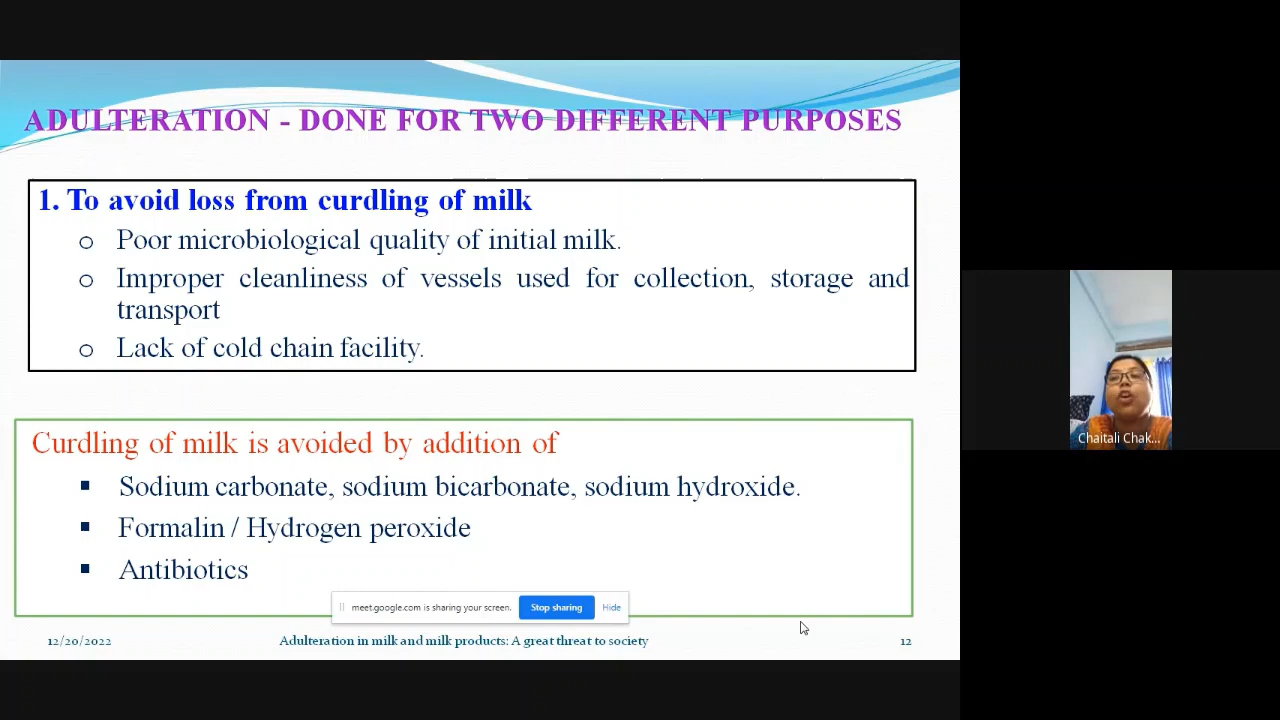 ADULTERATION - DONE FOR TWO DIFFERENT PURPOSES
1. To avoid loss from curdling of milk
o Poor microbiological quality of initial milk.
o Improper cleanliness of vessels used for collection, storage and
transport
o Lack of cold chain facility.
Curdling of milk is avoided by addition of
▪ Sodium carbonate, sodium bicarbonate, sodium hydroxide.
▪ Formalin / Hydrogen peroxide
▪ Antibiotics
meet.google.com is sharing your screen. Stop sharing Hide
12/20/2022 Adulteration in milk and milk products: A great threat to society 12
Chaitali Chak...